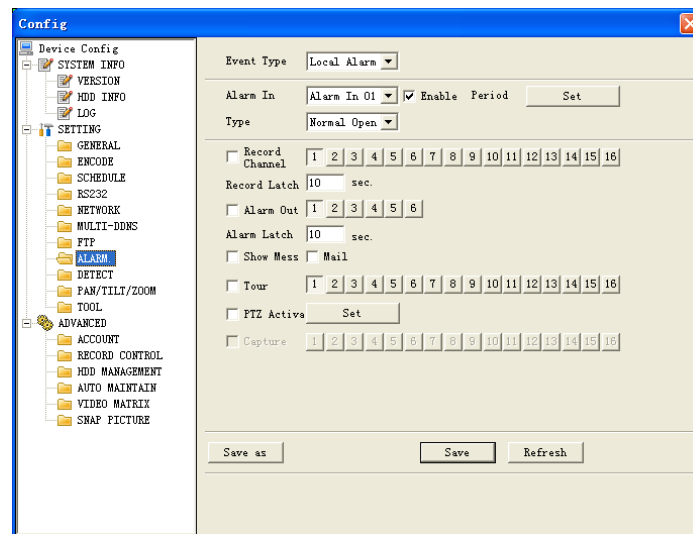 Config
Device Config
SYSTEM INFO
VERSION
HDD INFO
LOG
SETTING
GENERAL
ENCODE
SCHEDULE
RS232
NETWORK
MULTI-DDNS
FTP
ALARM.
DETECT
PAN/TILT/ZOOM
TOOL
ADVANCED
ACCOUNT
RECORD CONTROL
HDD MANAGEMENT
AUTO MAINTAIN
VIDEO MATRIX
SNAP PICTURE
Event Type Local Alarm
Alarm In Alarm In 01 Enable Period Set
Type Normal Open
Record Channel 1 2 3 4 5 6 7 8 9 10 11 12 13 14 15 16
Record Latch 10 sec.
Alarm Out 1 2 3 4 5 6
Alarm Latch 10 sec.
Show Mess Mail
Tour 1 2 3 4 5 6 7 8 9 10 11 12 13 14 15 16
PTZ Activa Set
Capture 1 2 3 4 5 6 7 8 9 10 11 12 13 14 15 16
Save as Save Refresh